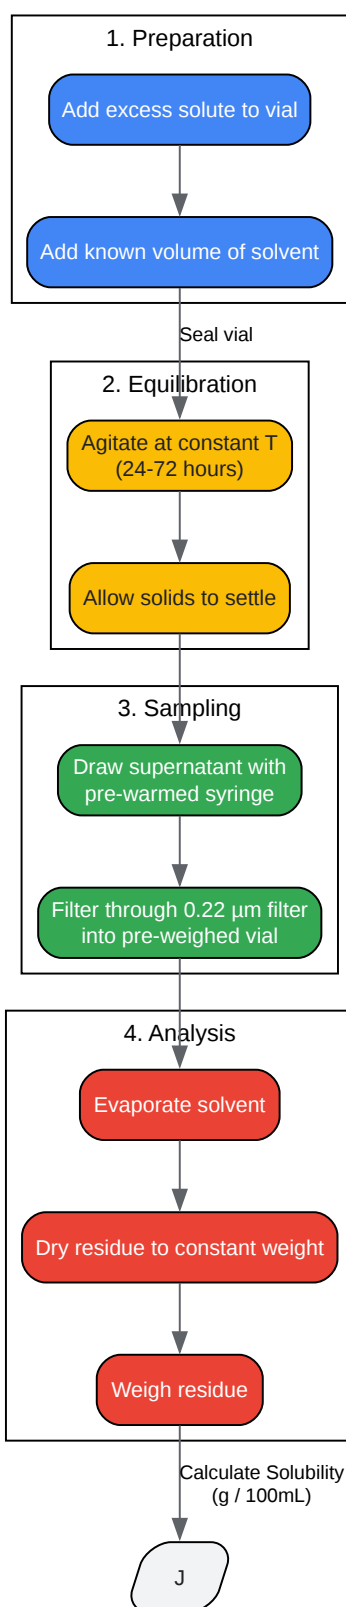 1. Preparation
Add excess solute to vial
Add known volume of solvent
Seal vial
2. Equilibration
Agitate at constant T
(24-72 hours)
Allow solids to settle
3. Sampling
Draw supernatant with
pre-warmed syringe
Filter through 0.22 µm filter
into pre-weighed vial
4. Analysis
Evaporate solvent
Dry residue to constant weight
Weigh residue
Calculate Solubility
(g / 100mL)
J